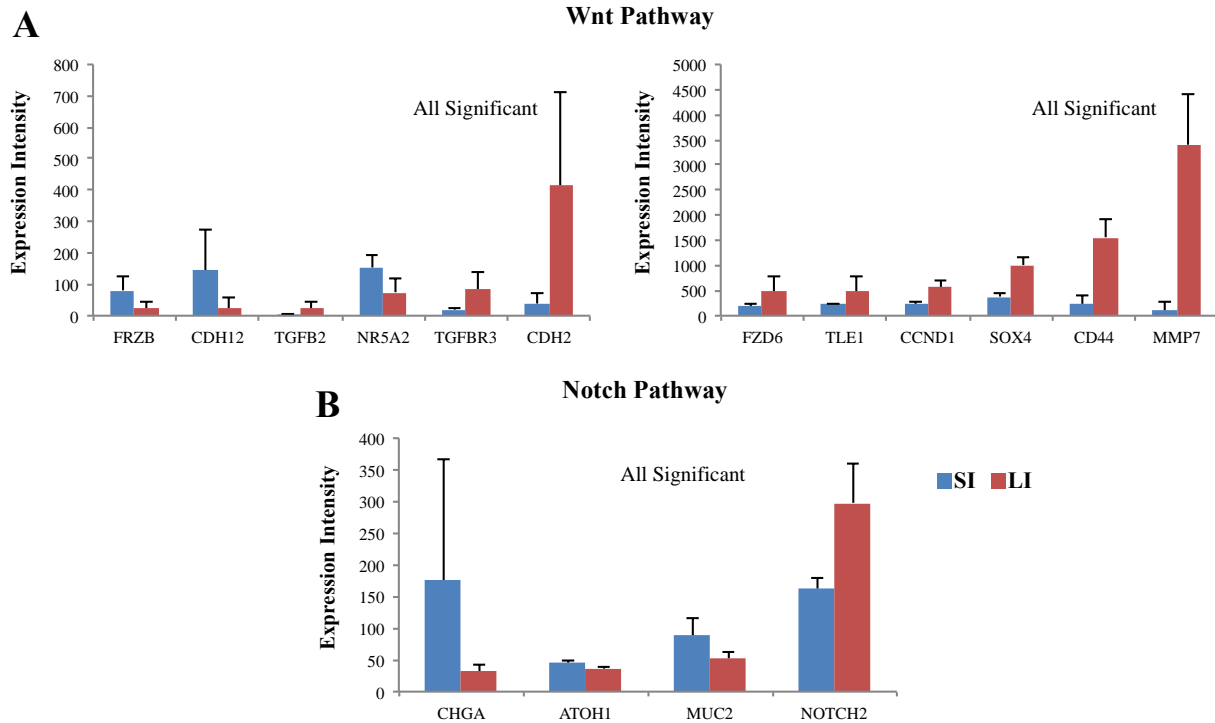 Wnt Pathway
A
Expression Intensity
800
700
600
500
400
300
200
100
0
All Significant
FRZB CDH12 TGFB2 NR5A2 TGFBR3 CDH2
Expression Intensity
5000
4500
4000
3500
3000
2500
2000
1500
1000
500
0
All Significant
FZD6 TLE1 CCND1 SOX4 CD44 MMP7
Notch Pathway
B
Expression Intensity
400
350
300
250
200
150
100
50
0
All Significant
CHGA ATOH1 MUC2 NOTCH2
SI LI